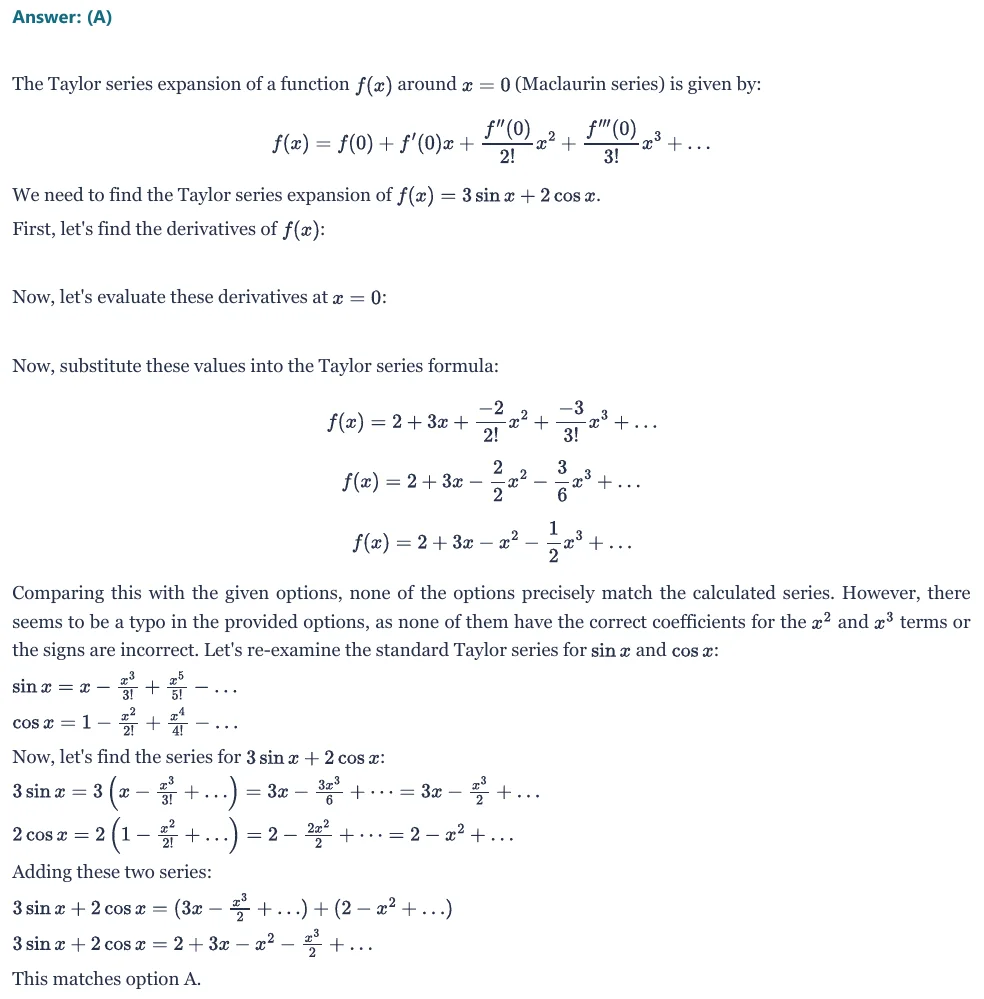 Answer: (A)
The Taylor series expansion of a function f(x) around x = 0 (Maclaurin series) is given by:
f(x) = f(0) + f′(0)x + f″(0)/2! x² + f‴(0)/3! x³ + …
We need to find the Taylor series expansion of f(x) = 3 sin x + 2 cos x.
First, let's find the derivatives of f(x):
Now, let's evaluate these derivatives at x = 0:
Now, substitute these values into the Taylor series formula:
f(x) = 2 + 3x + −2/2! x² + −3/3! x³ + …
f(x) = 2 + 3x − 2/2 x² − 3/6 x³ + …
f(x) = 2 + 3x − x² − 1/2 x³ + …
Comparing this with the given options, none of the options precisely match the calculated series. However, there
seems to be a typo in the provided options, as none of them have the correct coefficients for the x² and x³ terms or
the signs are incorrect. Let's re-examine the standard Taylor series for sin x and cos x:
sin x = x − x³/3! + x⁵/5! − …
cos x = 1 − x²/2! + x⁴/4! − …
Now, let's find the series for 3 sin x + 2 cos x:
3 sin x = 3 (x − x³/3! + …) = 3x − 3x³/6 + ⋯ = 3x − x³/2 + …
2 cos x = 2 (1 − x²/2! + …) = 2 − 2x²/2 + ⋯ = 2 − x² + …
Adding these two series:
3 sin x + 2 cos x = (3x − x³/2 + …) + (2 − x² + …)
3 sin x + 2 cos x = 2 + 3x − x² − x³/2 + …
This matches option A.